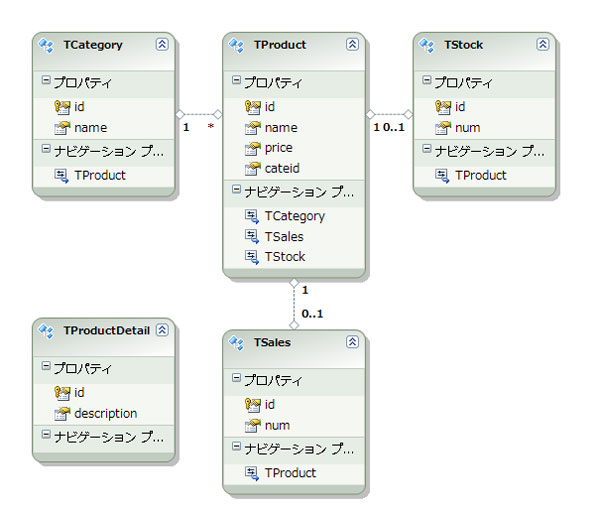 TCategory
プロパティ
id
name
ナビゲーション プ...
TProduct
1
*
TProduct
プロパティ
id
name
price
cateid
ナビゲーション プ...
TCategory
TSales
TStock
1 0..1
TStock
プロパティ
id
num
ナビゲーション プ...
TProduct
1
0..1
TProductDetail
プロパティ
id
description
ナビゲーション プ...
TSales
プロパティ
id
num
ナビゲーション プ...
TProduct